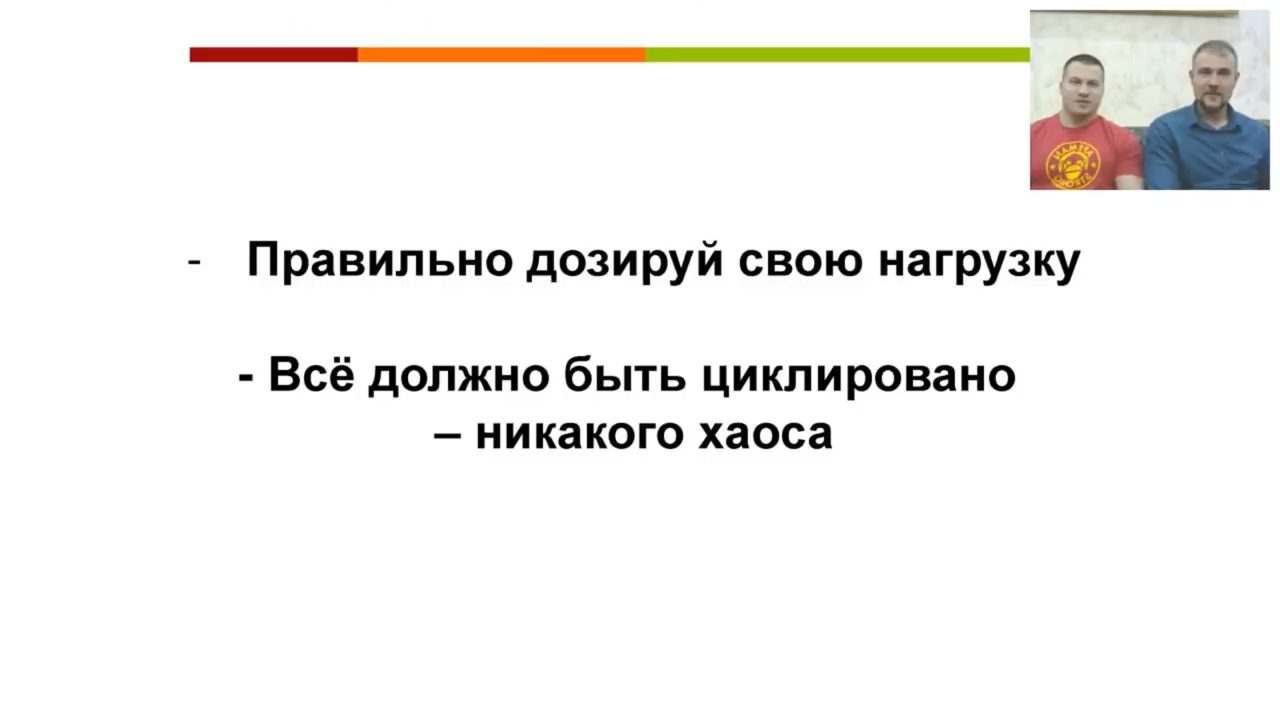 - Правильно дозируй свою нагрузку
- Всё должно быть циклировано
– никакого хаоса